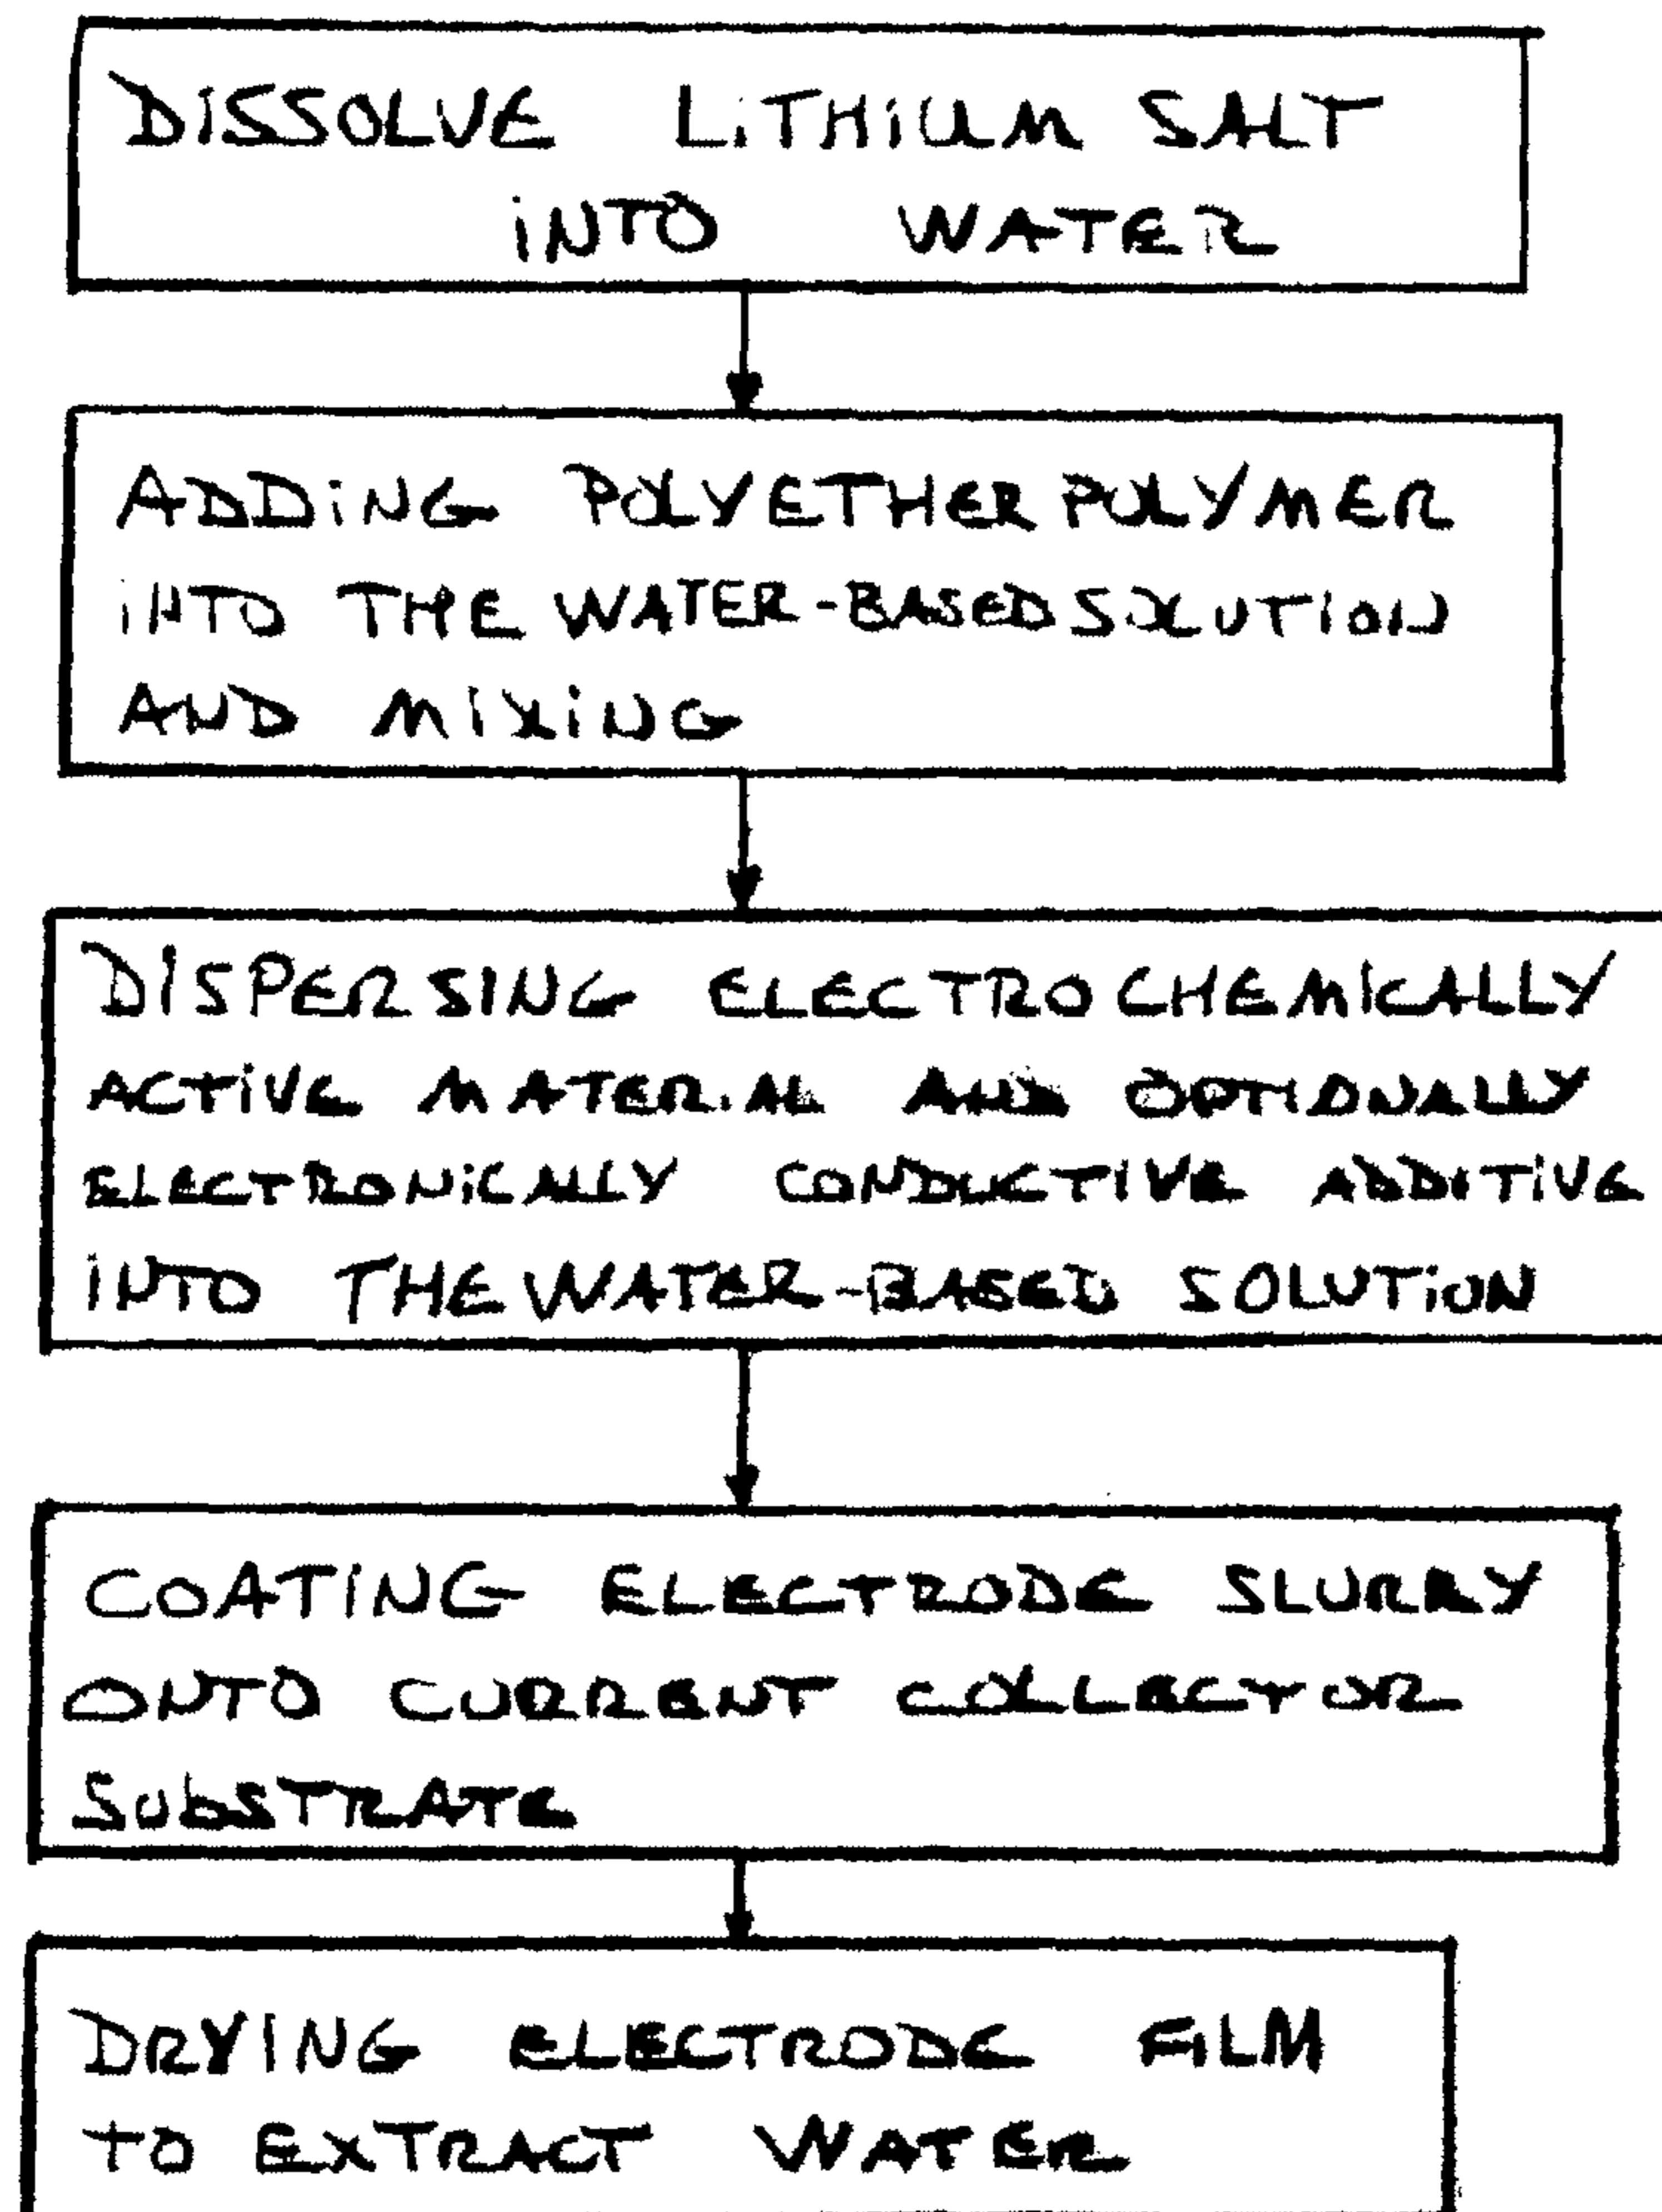 DISSOLVE LITHIUM SALT
INTO WATER
ADDING POLYETHER POLYMER
INTO THE WATER-BASED SOLUTION
AND MIXING
DISPERSING ELECTROCHEMICALLY
ACTIVE MATERIAL AND OPTIONALLY
ELECTRONICALLY CONDUCTIVE ADDITIVE
INTO THE WATER-BASED SOLUTION
COATING ELECTRODE SLURRY
ONTO CURRENT COLLECTOR
SUBSTRATE
DRYING ELECTRODE FILM
TO EXTRACT WATER